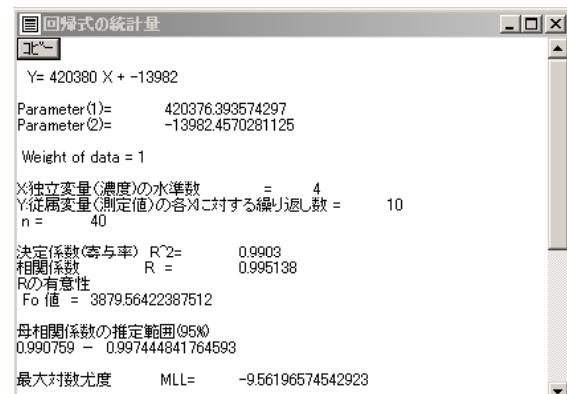 回帰式の統計量
コピー
Y= 420380 X + -13982
Parameter(1)= 420376.393574297
Parameter(2)= -13982.4570281125
Weight of data = 1
X:独立変量(濃度)の水準数 = 4
Y:従属変量(測定値)の各Xに対する繰り返し数 = 10
n = 40
決定係数(寄与率) R^2= 0.9903
相関係数 R = 0.995138
Rの有意性
Fo 値 = 3879.56422387512
母相関係数の推定範囲(95%)
0.990759 − 0.997444841764593
最大対数尤度 MLL= -9.56196574542923